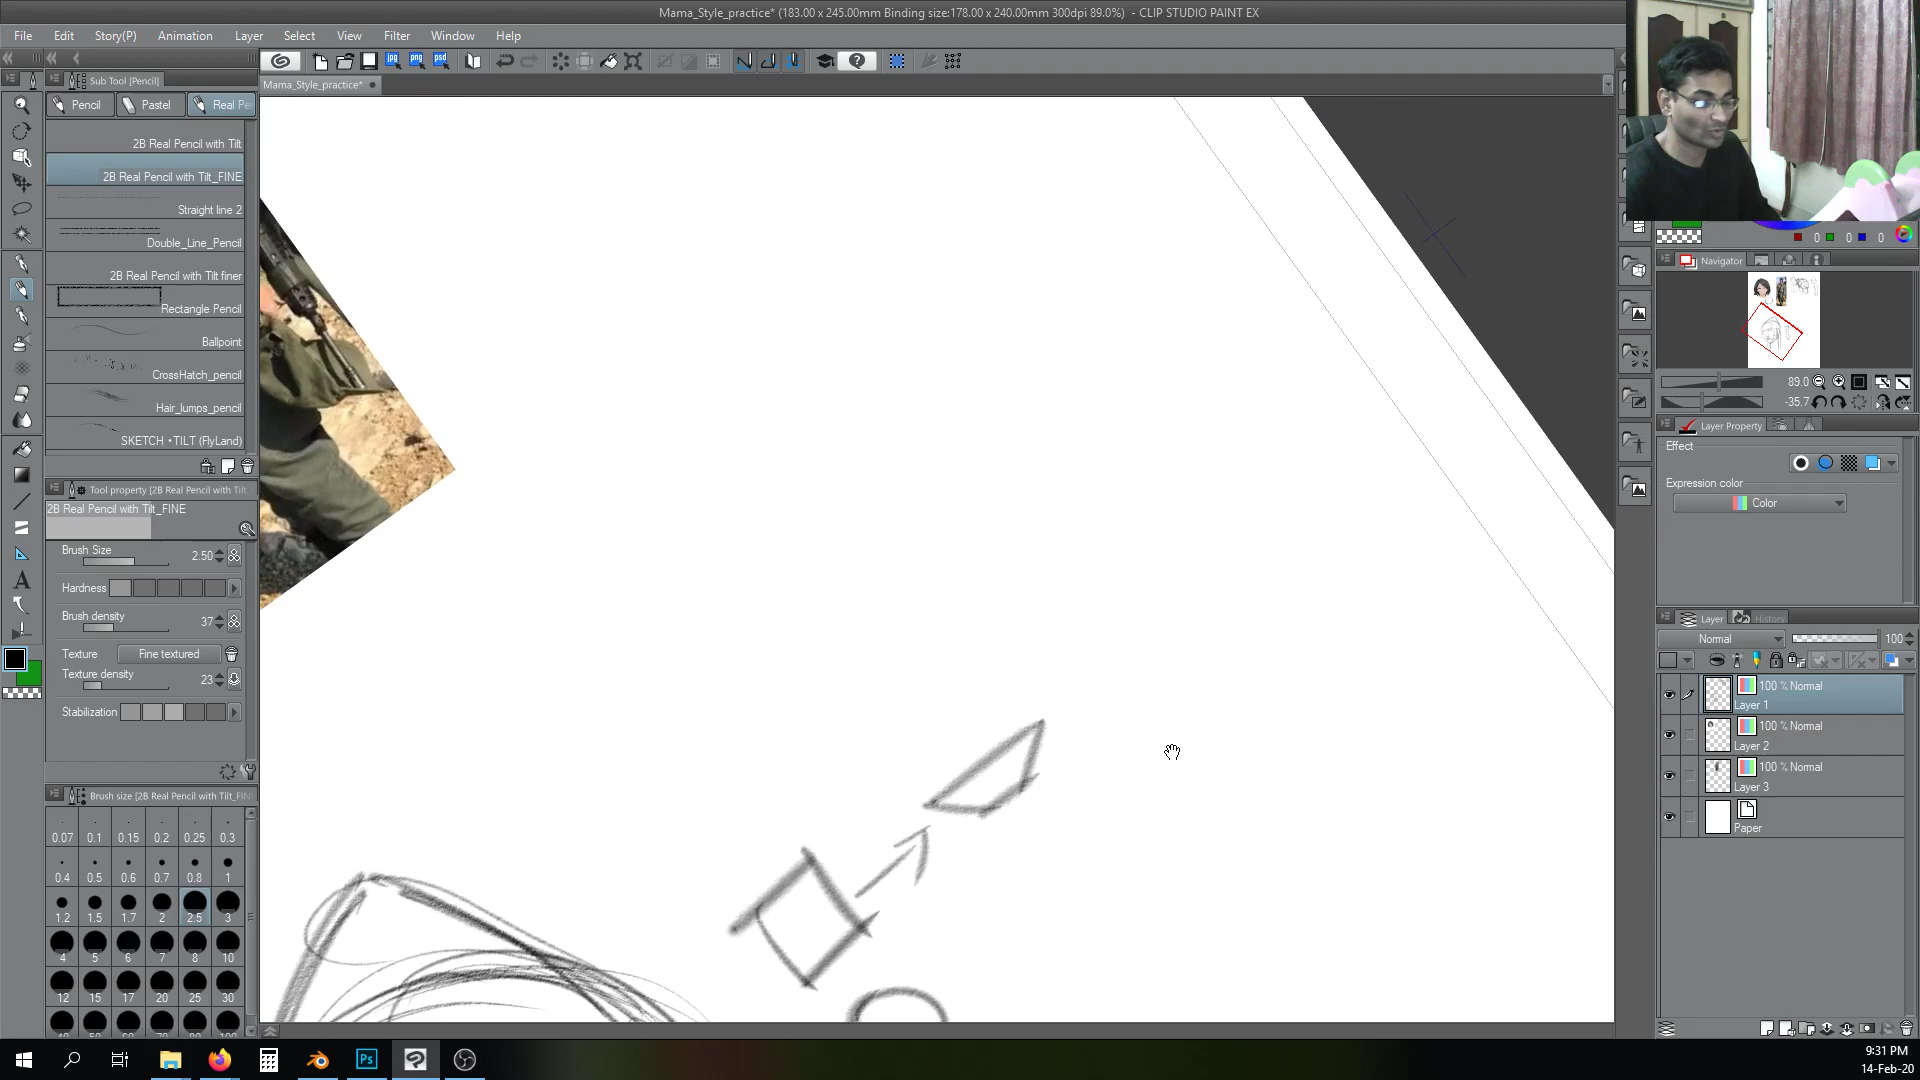 Mama_Style_practice* (183.00 x 245.00mm Binding size:178.00 x 240.00mm 300dpi 89.0%) - CLIP STUDIO PAINT EX
File Edit Story(P) Animation Layer Select View Filter Window Help
Sub Tool [Pencil]
Mama_Style_practice*
Pencil Pastel Real Pe
2B Real Pencil with Tilt
2B Real Pencil with Tilt_FINE
Straight line 2
Double_Line_Pencil
2B Real Pencil with Tilt finer
Rectangle Pencil
Ballpoint
CrossHatch_pencil
Hair_lumps_pencil
SKETCH •TILT (FlyLand)
Tool property [2B Real Pencil with Tilt_
2B Real Pencil with Tilt_FINE
Brush Size 2.50
Hardness
Brush density 37
Texture Fine textured
Texture density 23
Stabilization
Brush size [2B Real Pencil with Tilt_FIN
0.07 0.1 0.15 0.2 0.25 0.3
0.4 0.5 0.6 0.7 0.8 1
1.2 1.5 1.7 2 2.5 3
4 5 6 7 8 10
12 15 17 20 25 30
0 0 0
Navigator
89.0
-35.7
Layer Property
Effect
Expression color
Color
Layer History
Normal 100
100 % Normal
Layer 1
100 % Normal
Layer 2
100 % Normal
Layer 3
Paper
jpg png psd
Ps
9:31 PM
14-Feb-20